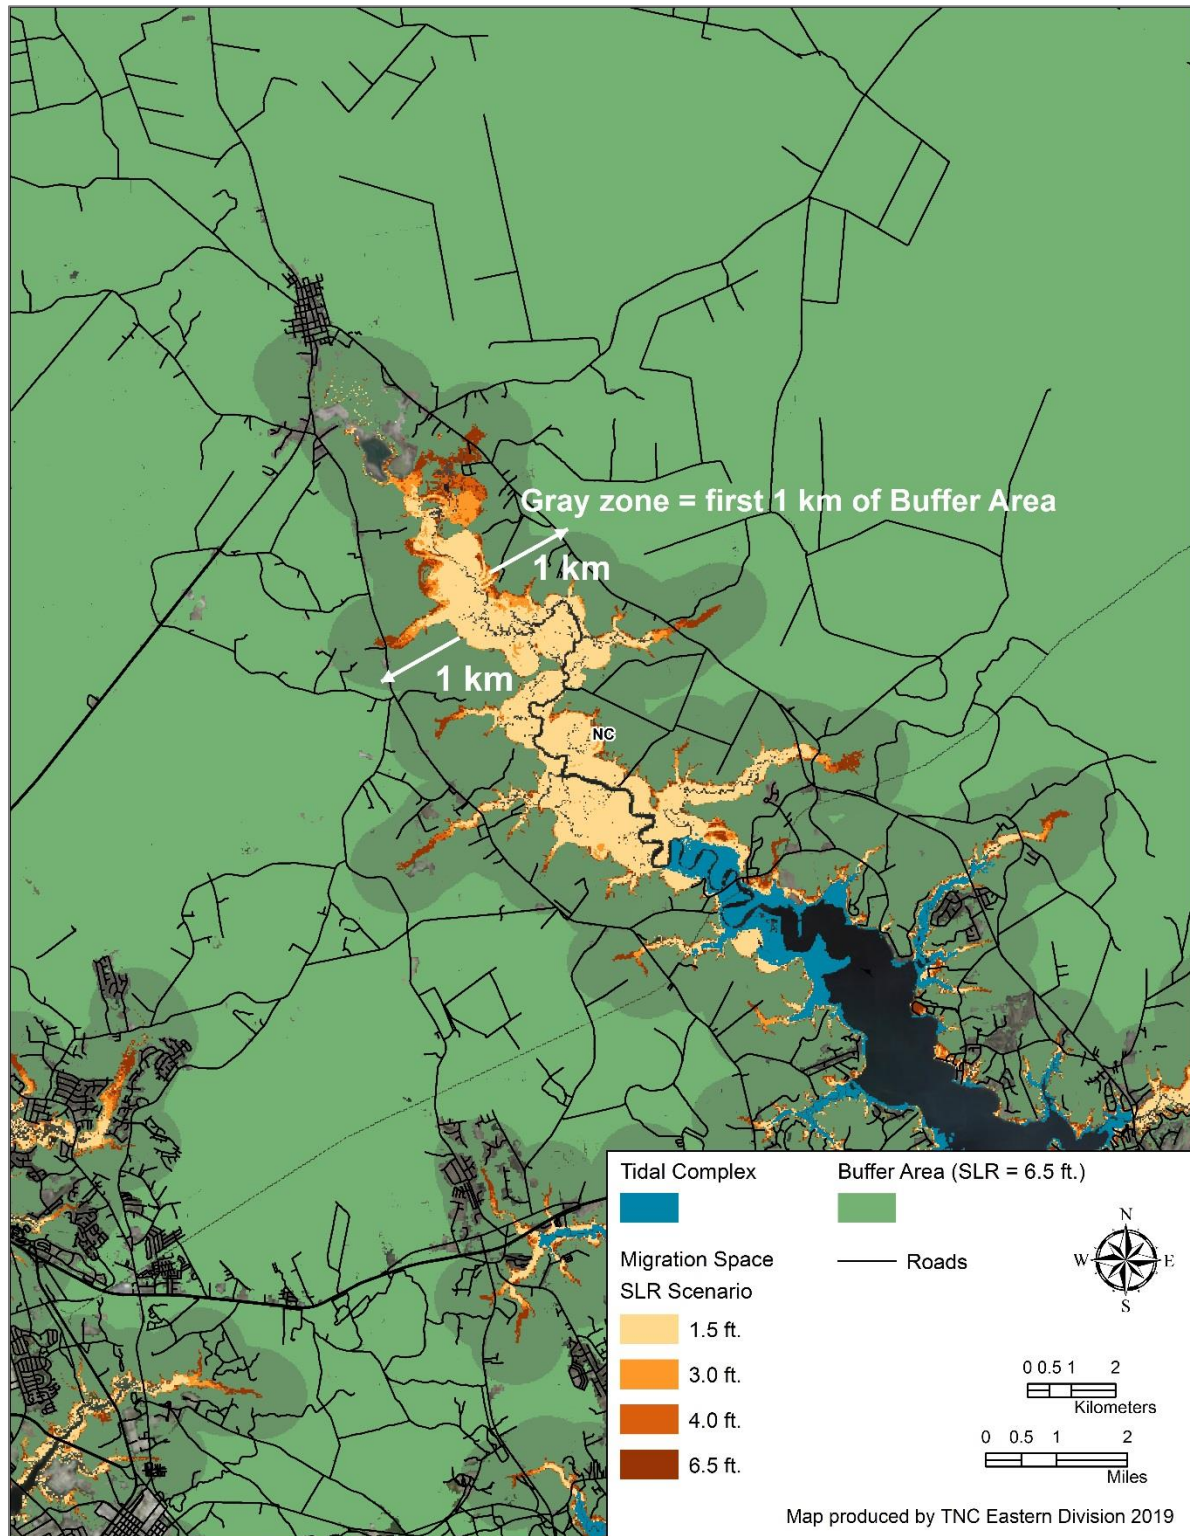 Gray zone = first 1 km of Buffer Area
1 km
1 km
NC
Tidal Complex
Buffer Area (SLR = 6.5 ft.)
Migration Space
SLR Scenario
Roads
1.5 ft.
3.0 ft.
4.0 ft.
6.5 ft.
N
W E
S
0 0.5 1 2
Kilometers
0 0.5 1 2
Miles
Map produced by TNC Eastern Division 2019